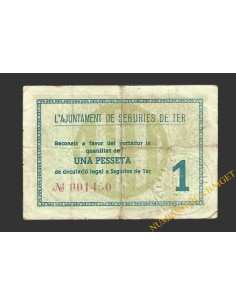 L'AJUNTAMENT DE SEGURIES DE TER
Reconeix a favor del portador la
quantitat de
UNA PESSETA
de circulació legal a Segúries de Ter
1
№ 001450